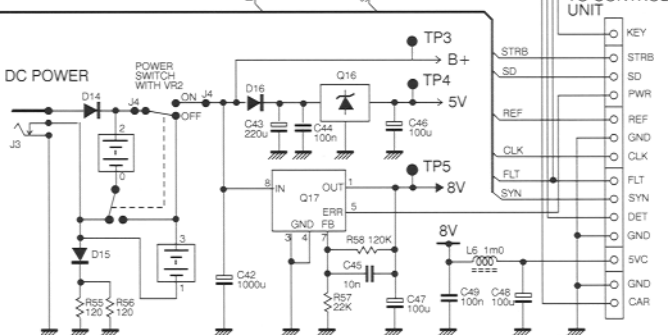 UNIT
KEY
STRB
STRB
SD
SD
PWR
REF
REF
GND
CLK
CLK
FLT
FLT
SYN
SYN
DET
GND
5VC
GND
CAR
TP3
B+
TP4
5V
TP5
8V
DC POWER
POWER
SWITCH
WITH VR2
D14
J4
ON
OFF
J4
D16
Q16
J3
2
0
C43
220u
C44
100n
C46
100u
8
IN
OUT
1
Q17
ERR
5
GND
FB
3
4
7
R58 120K
C45
10n
R57
22K
C47
100u
C42
1000u
D15
3
1
R55
120
R56
120
8V
L6 1m0
C49
100n
C48
100u